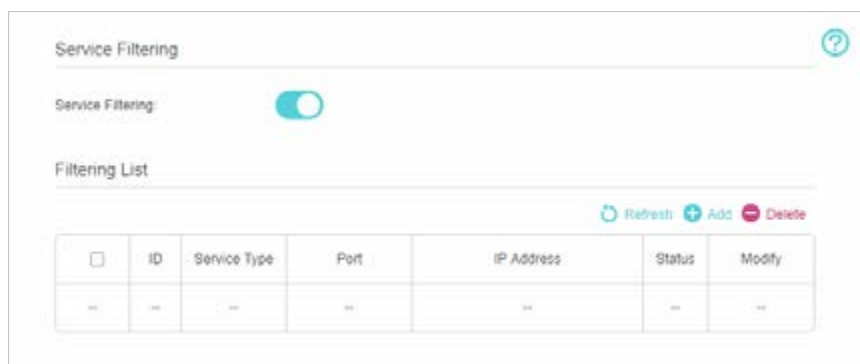 Service Filtering
Service Filtering:
Filtering List
Refresh Add Delete
ID Service Type Port IP Address Status Modify
-- -- -- -- -- -- --